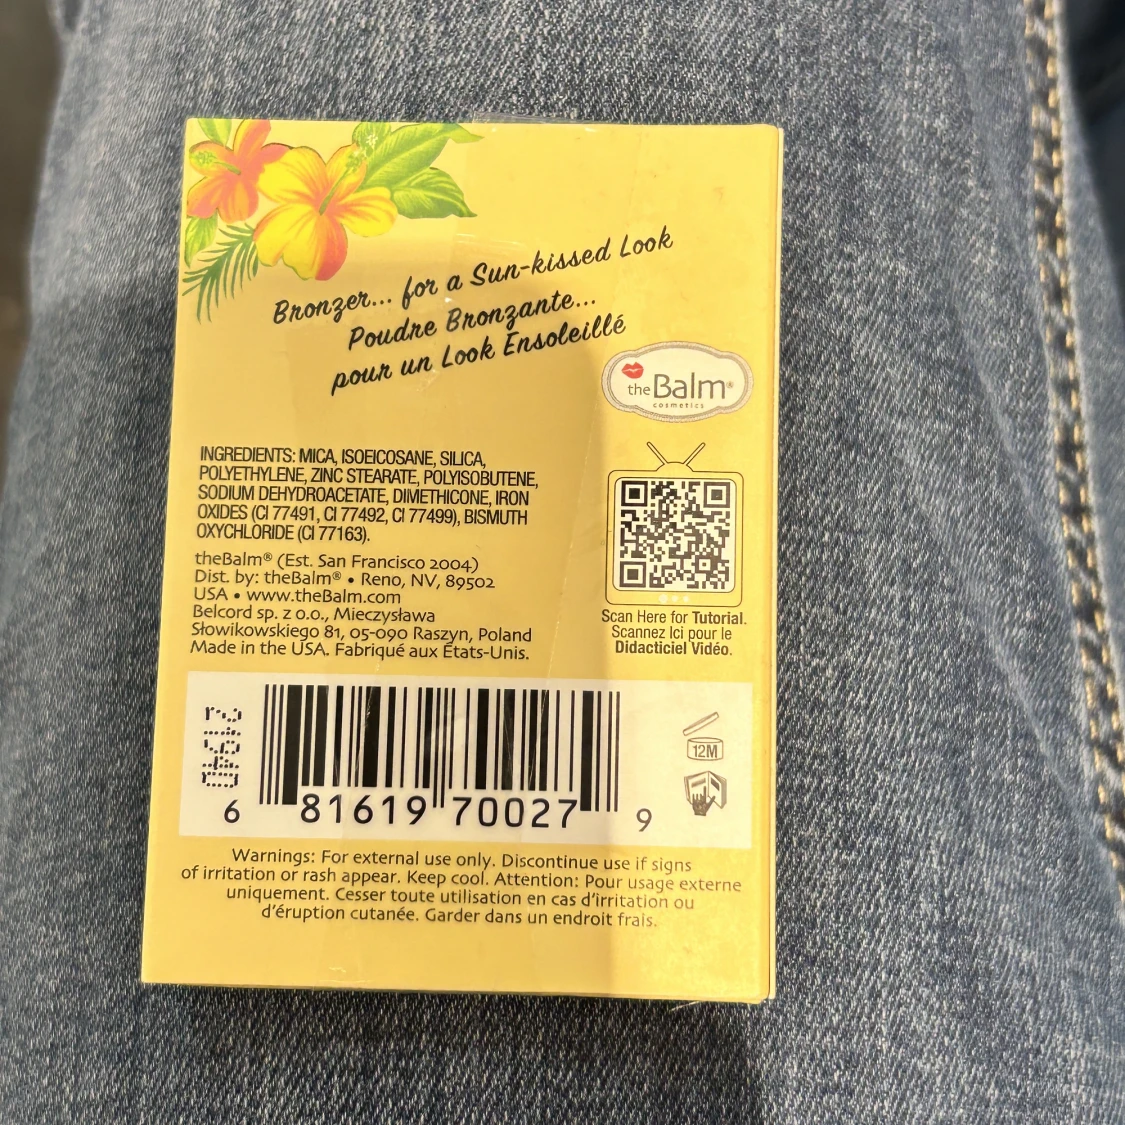 Bronzer... for a Sun-kissed Look
Poudre Bronzante...
pour un Look Ensoleillé
the Balm®
cosmetics
INGREDIENTS: MICA, ISOEICOSANE, SILICA,
POLYETHYLENE, ZINC STEARATE, POLYISOBUTENE,
SODIUM DEHYDROACETATE, DIMETHICONE, IRON
OXIDES (CI 77491, CI 77492, CI 77499), BISMUTH
OXYCHLORIDE (CI 77163).
theBalm® (Est. San Francisco 2004)
Dist. by: theBalm® • Reno, NV, 89502
USA • www.theBalm.com
Belcord sp. z o.o., Mieczysława
Słowikowskiego 81, 05-090 Raszyn, Poland
Made in the USA. Fabriqué aux États-Unis.
Scan Here for Tutorial.
Scannez Ici pour le
Didacticiel Vidéo.
12M
6 81619 70027 9
Warnings: For external use only. Discontinue use if signs
of irritation or rash appear. Keep cool. Attention: Pour usage externe
uniquement. Cesser toute utilisation en cas d'irritation ou
d'éruption cutanée. Garder dans un endroit frais.